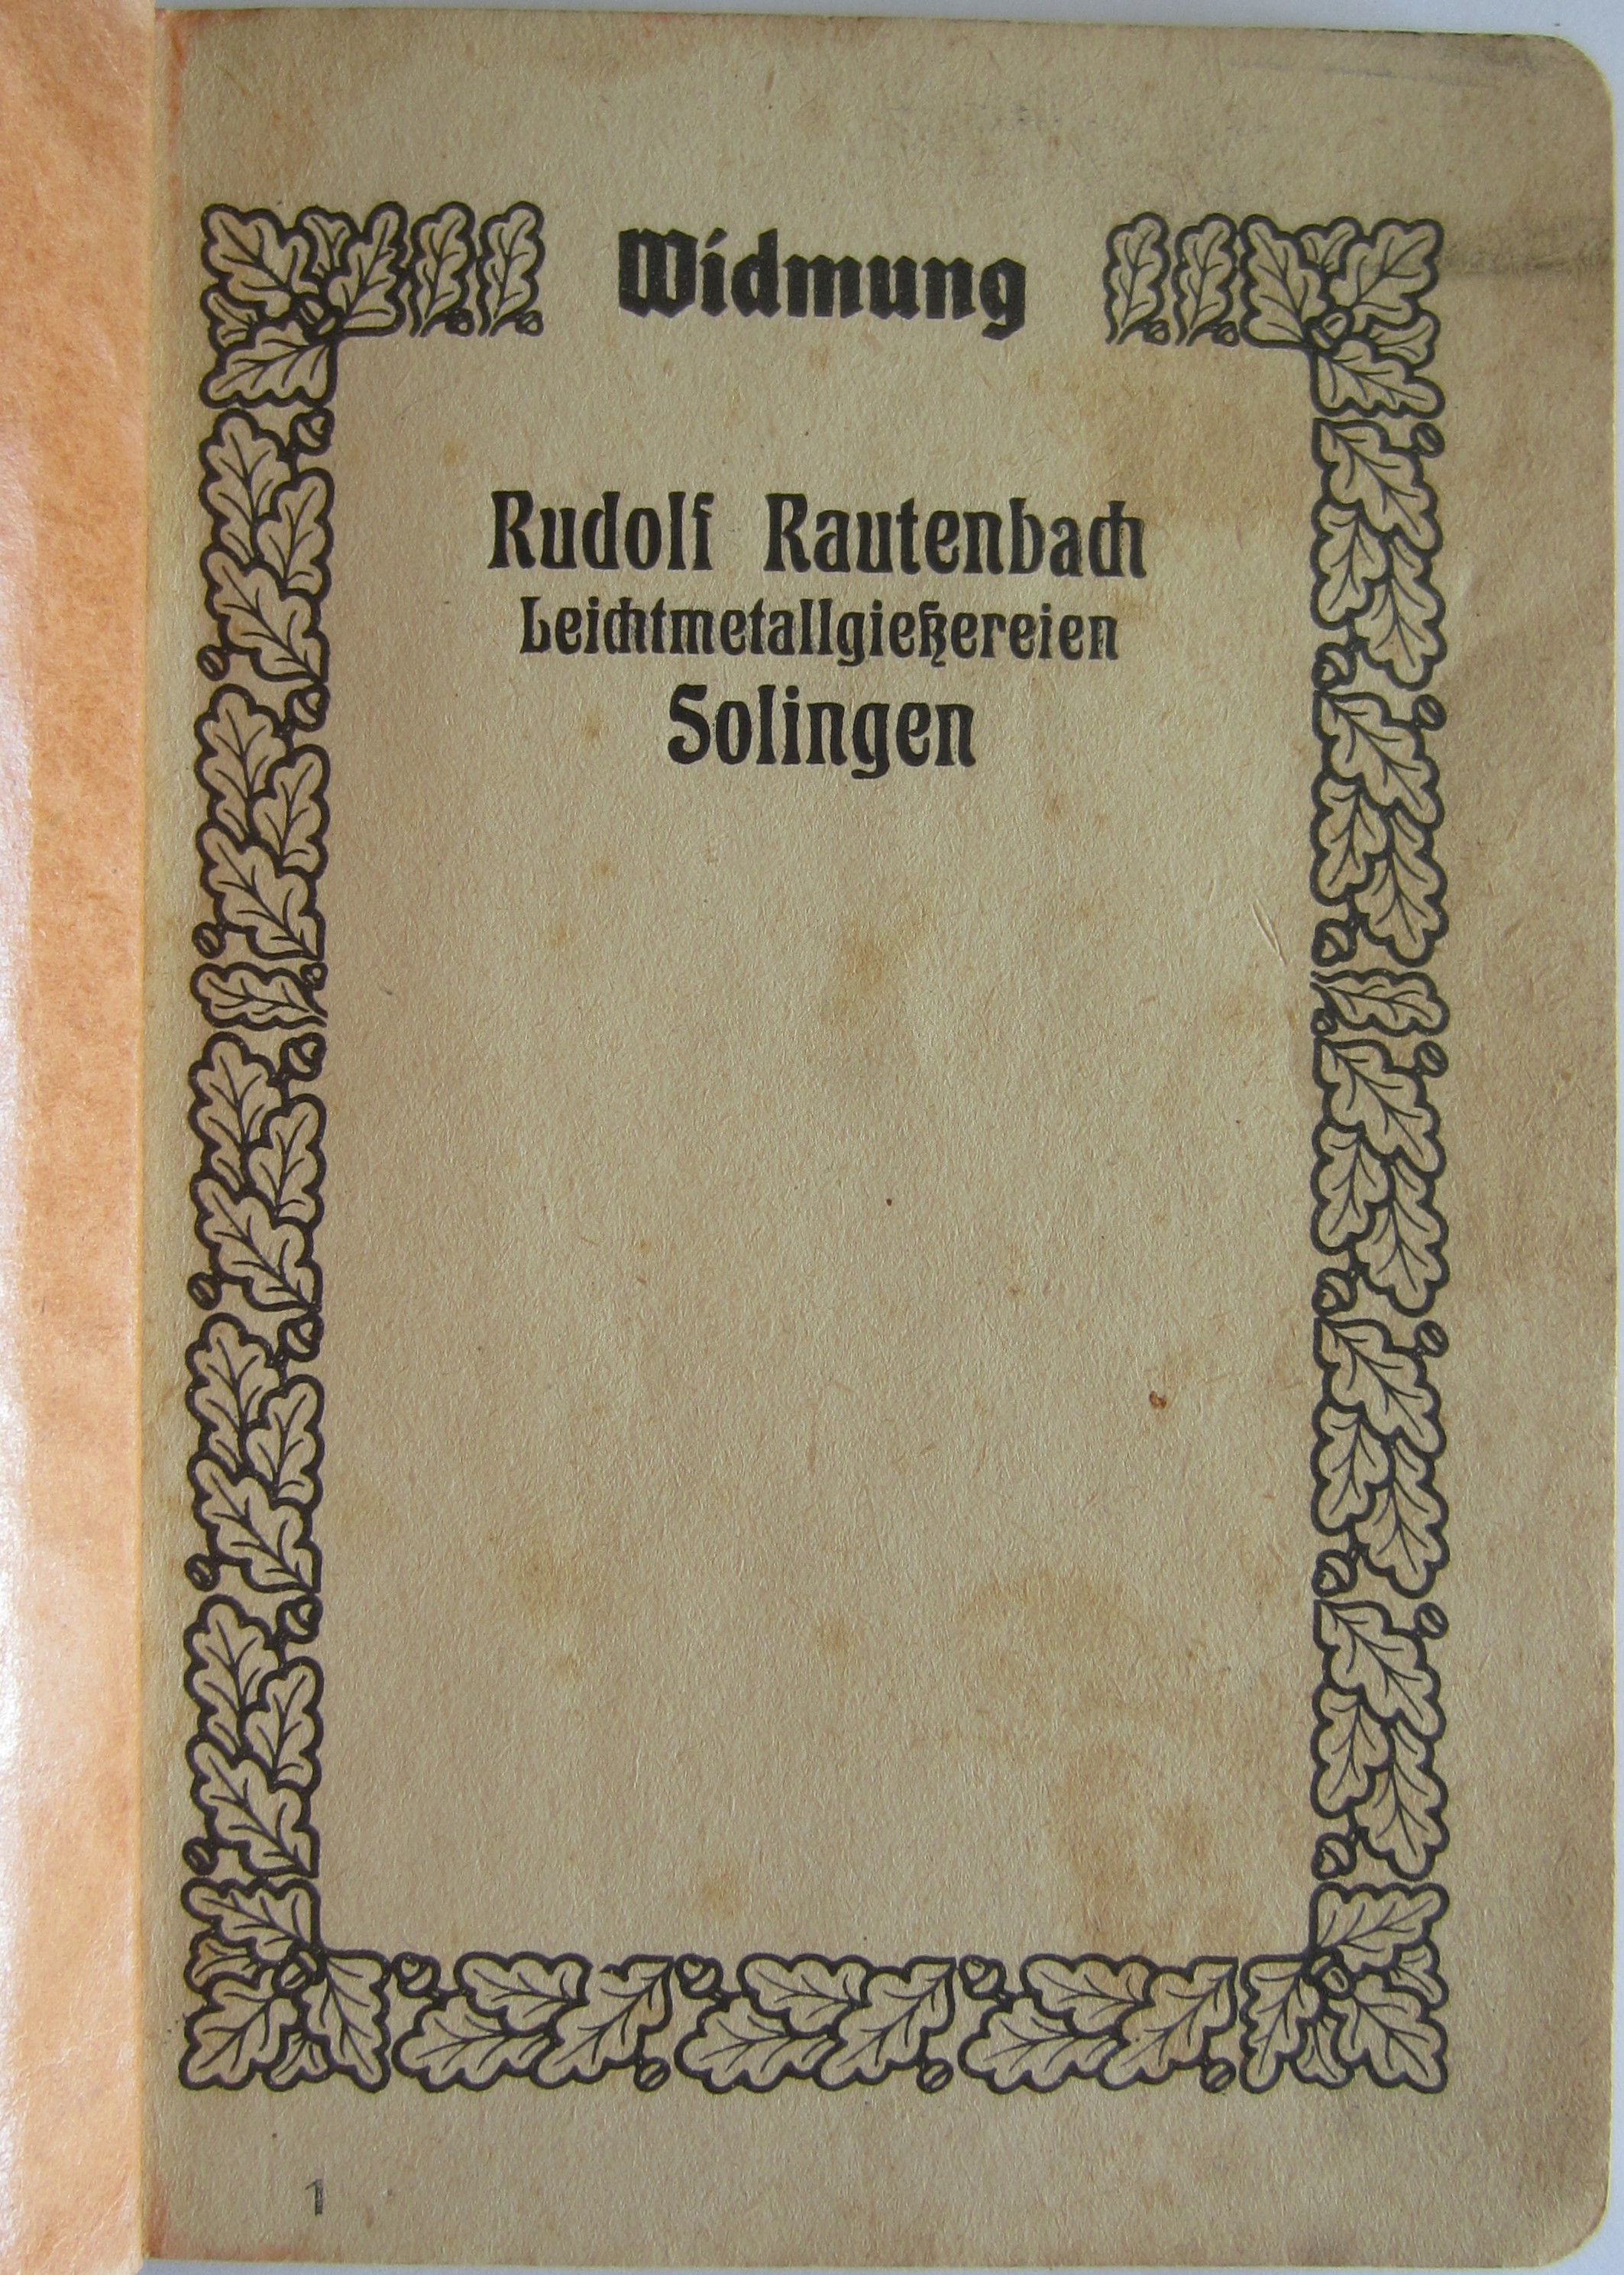 Widmung
Rudolf Rautenbach
Leichtmetallgießereien
Solingen
1